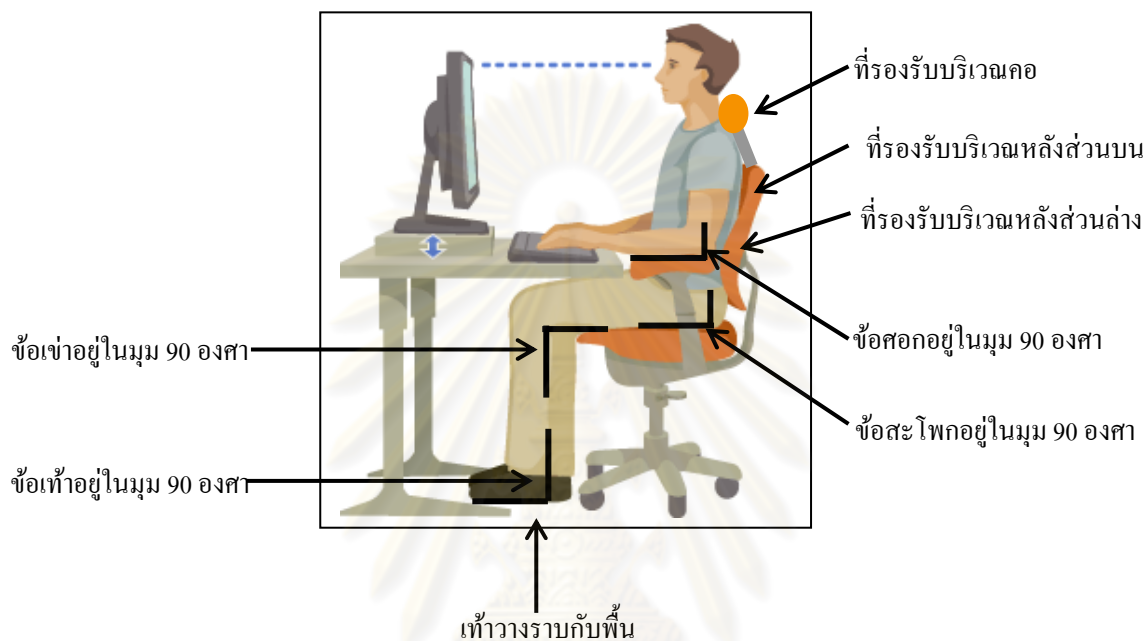 ที่รองรับบริเวณคอ
ที่รองรับบริเวณหลังส่วนบน
ที่รองรับบริเวณหลังส่วนล่าง
ข้อเข่าอยู่ในมุม 90 องศา
ข้อศอกอยู่ในมุม 90 องศา
ข้อสะโพกอยู่ในมุม 90 องศา
ข้อเท้าอยู่ในมุม 90 องศา
เท้าวางราบกับพื้น